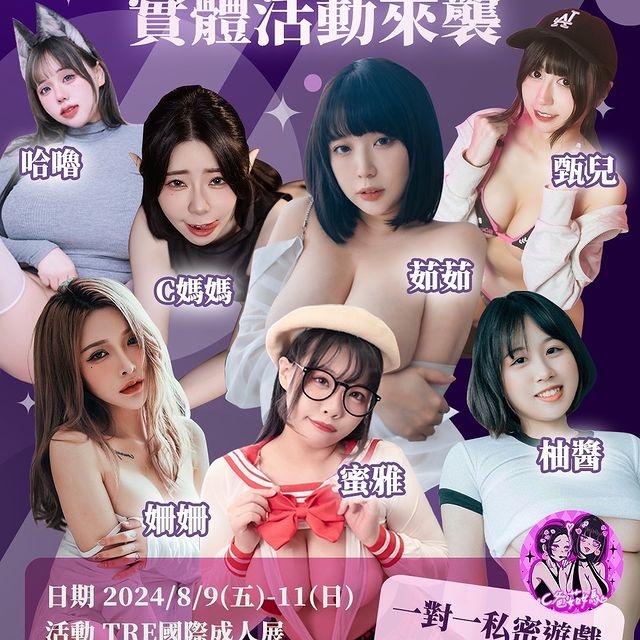 實體活動來襲
哈嚕
甄兒
C媽媽
茹茹
柚醬
蜜雅
姍姍
日期 2024/8/9(五)-11(日)
活動 TRE國際成人展
一對一私密遊戲